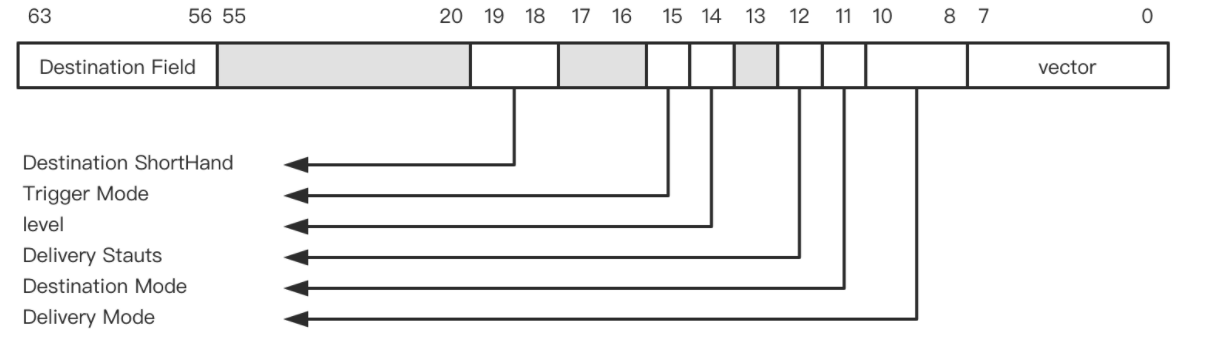 63 56 55 20 19 18 17 16 15 14 13 12 11 10 8 7 0
Destination Field vector
Destination ShortHand
Trigger Mode
level
Delivery Stauts
Destination Mode
Delivery Mode